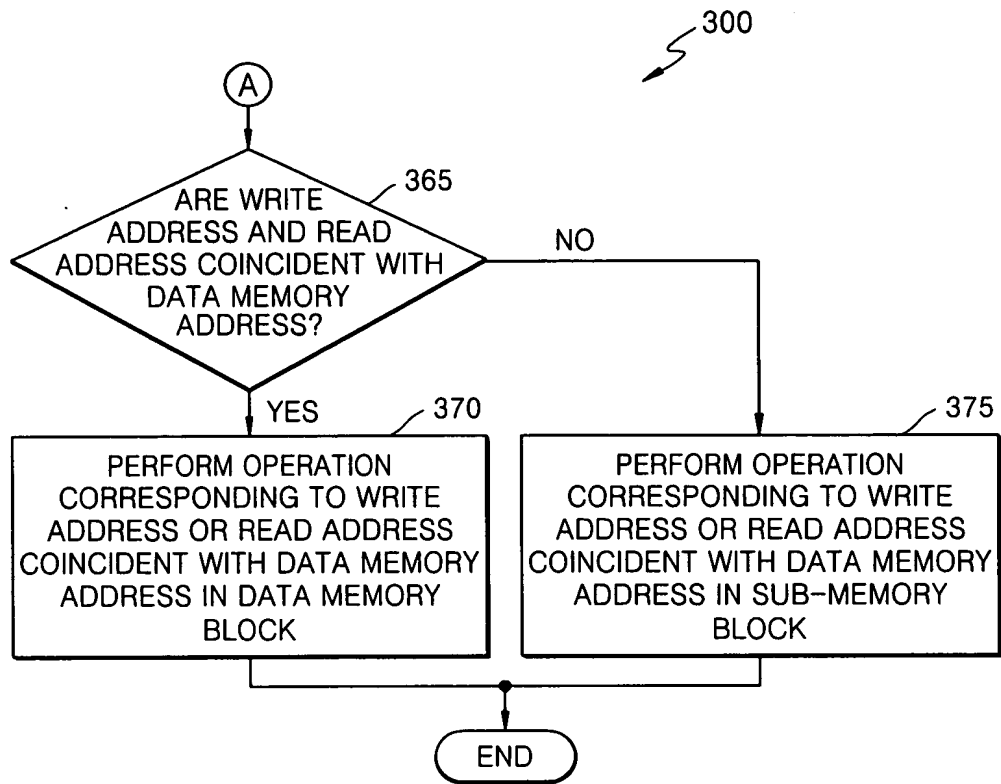 300
A
365
ARE WRITE
ADDRESS AND READ
ADDRESS COINCIDENT WITH
DATA MEMORY
ADDRESS?
NO
YES
370
PERFORM OPERATION
CORRESPONDING TO WRITE
ADDRESS OR READ ADDRESS
COINCIDENT WITH DATA MEMORY
ADDRESS IN DATA MEMORY
BLOCK
375
PERFORM OPERATION
CORRESPONDING TO WRITE
ADDRESS OR READ ADDRESS
COINCIDENT WITH DATA MEMORY
ADDRESS IN SUB-MEMORY
BLOCK
END